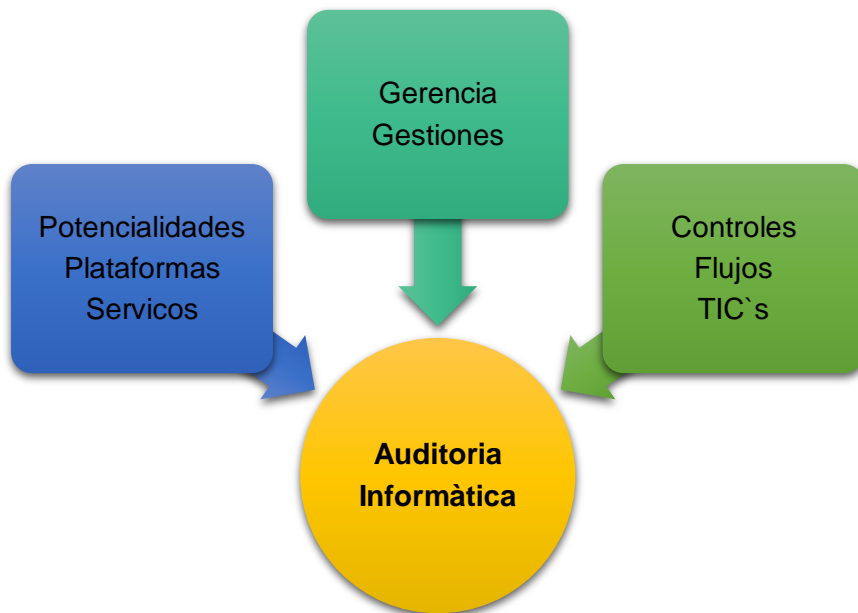 Gerencia
Gestiones
Potencialidades
Plataformas
Servicos
Controles
Flujos
TIC`s
Auditoria
Informàtica